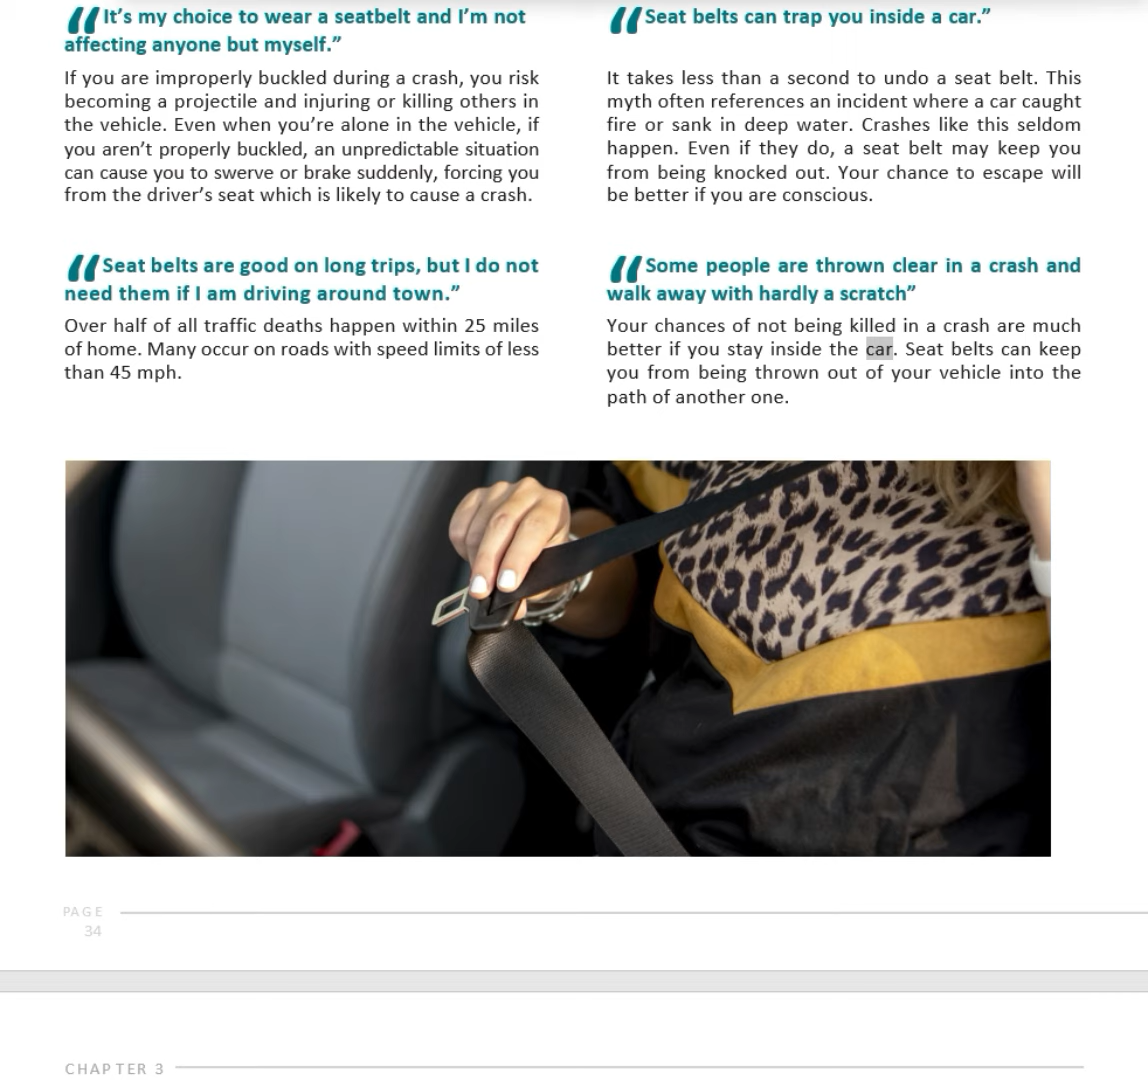 “It’s my choice to wear a seatbelt and I’m not
affecting anyone but myself.”
If you are improperly buckled during a crash, you risk
becoming a projectile and injuring or killing others in
the vehicle. Even when you’re alone in the vehicle, if
you aren’t properly buckled, an unpredictable situation
can cause you to swerve or brake suddenly, forcing you
from the driver’s seat which is likely to cause a crash.
“Seat belts can trap you inside a car.”
It takes less than a second to undo a seat belt. This
myth often references an incident where a car caught
fire or sank in deep water. Crashes like this seldom
happen. Even if they do, a seat belt may keep you
from being knocked out. Your chance to escape will
be better if you are conscious.
“Seat belts are good on long trips, but I do not
need them if I am driving around town.”
Over half of all traffic deaths happen within 25 miles
of home. Many occur on roads with speed limits of less
than 45 mph.
“Some people are thrown clear in a crash and
walk away with hardly a scratch”
Your chances of not being killed in a crash are much
better if you stay inside the car. Seat belts can keep
you from being thrown out of your vehicle into the
path of another one.
PAGE
34
CHAPTER 3